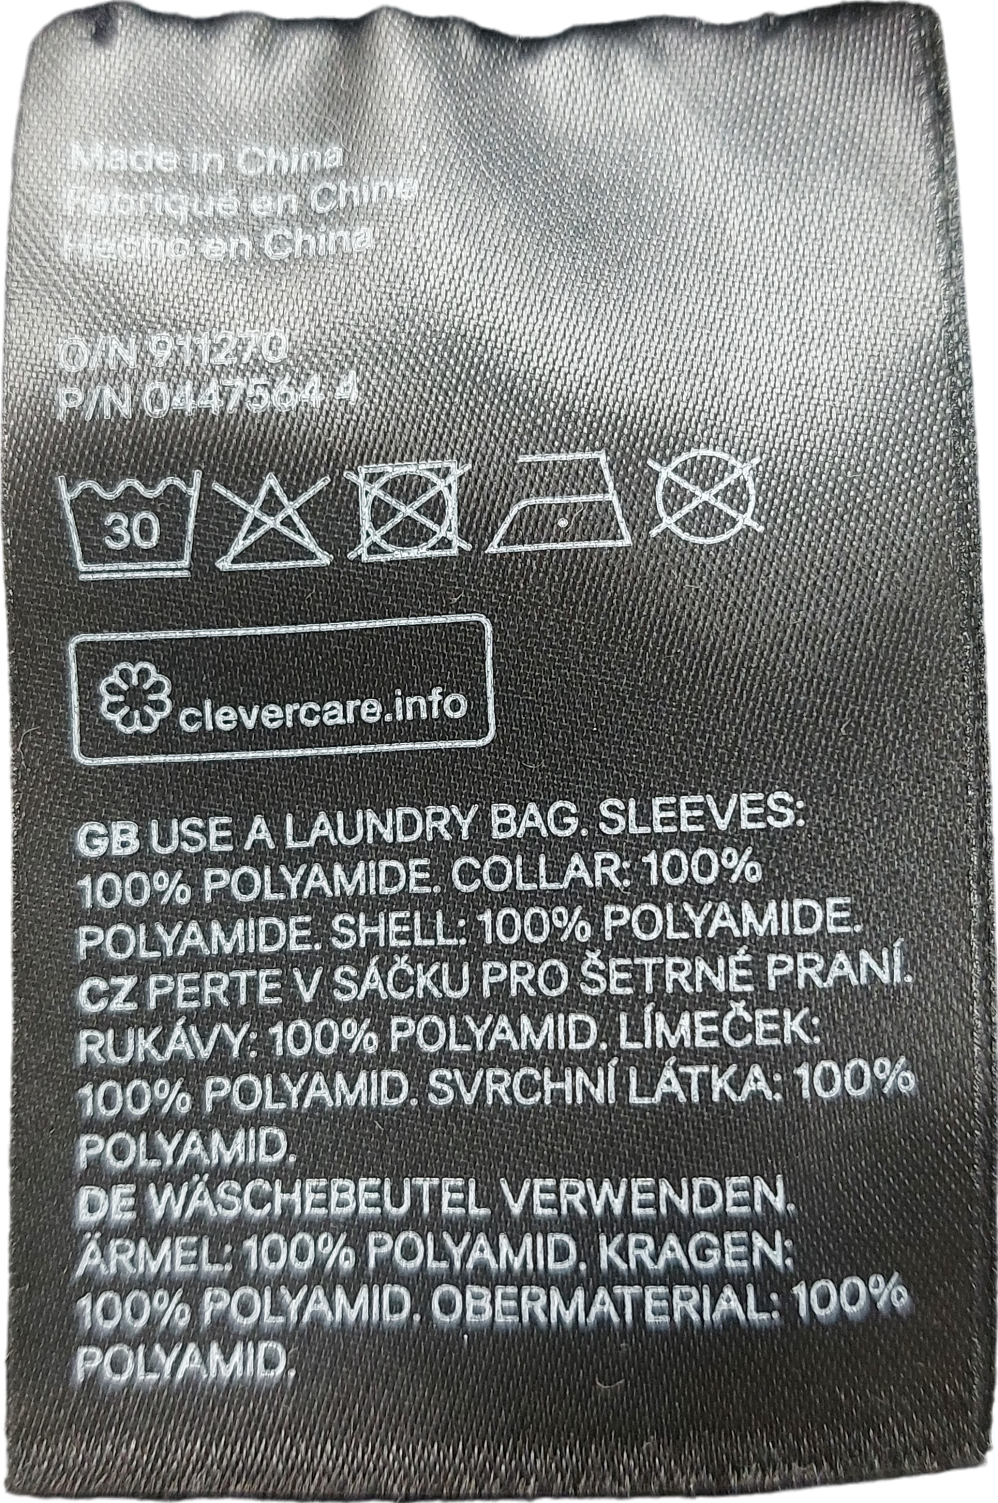 Made in China
Fabriqué en Chine
Hecho en China
O/N 911270
P/N 0447564 4
30
clevercare.info
GB USE A LAUNDRY BAG. SLEEVES:
100% POLYAMIDE. COLLAR: 100%
POLYAMIDE. SHELL: 100% POLYAMIDE.
CZ PERTE V SÁČKU PRO ŠETRNÉ PRANÍ.
RUKÁVY: 100% POLYAMID. LÍMEČEK:
100% POLYAMID. SVRCHNÍ LÁTKA: 100%
POLYAMID.
DE WÄSCHEBEUTEL VERWENDEN.
ÄRMEL: 100% POLYAMID. KRAGEN:
100% POLYAMID. OBERMATERIAL: 100%
POLYAMID.